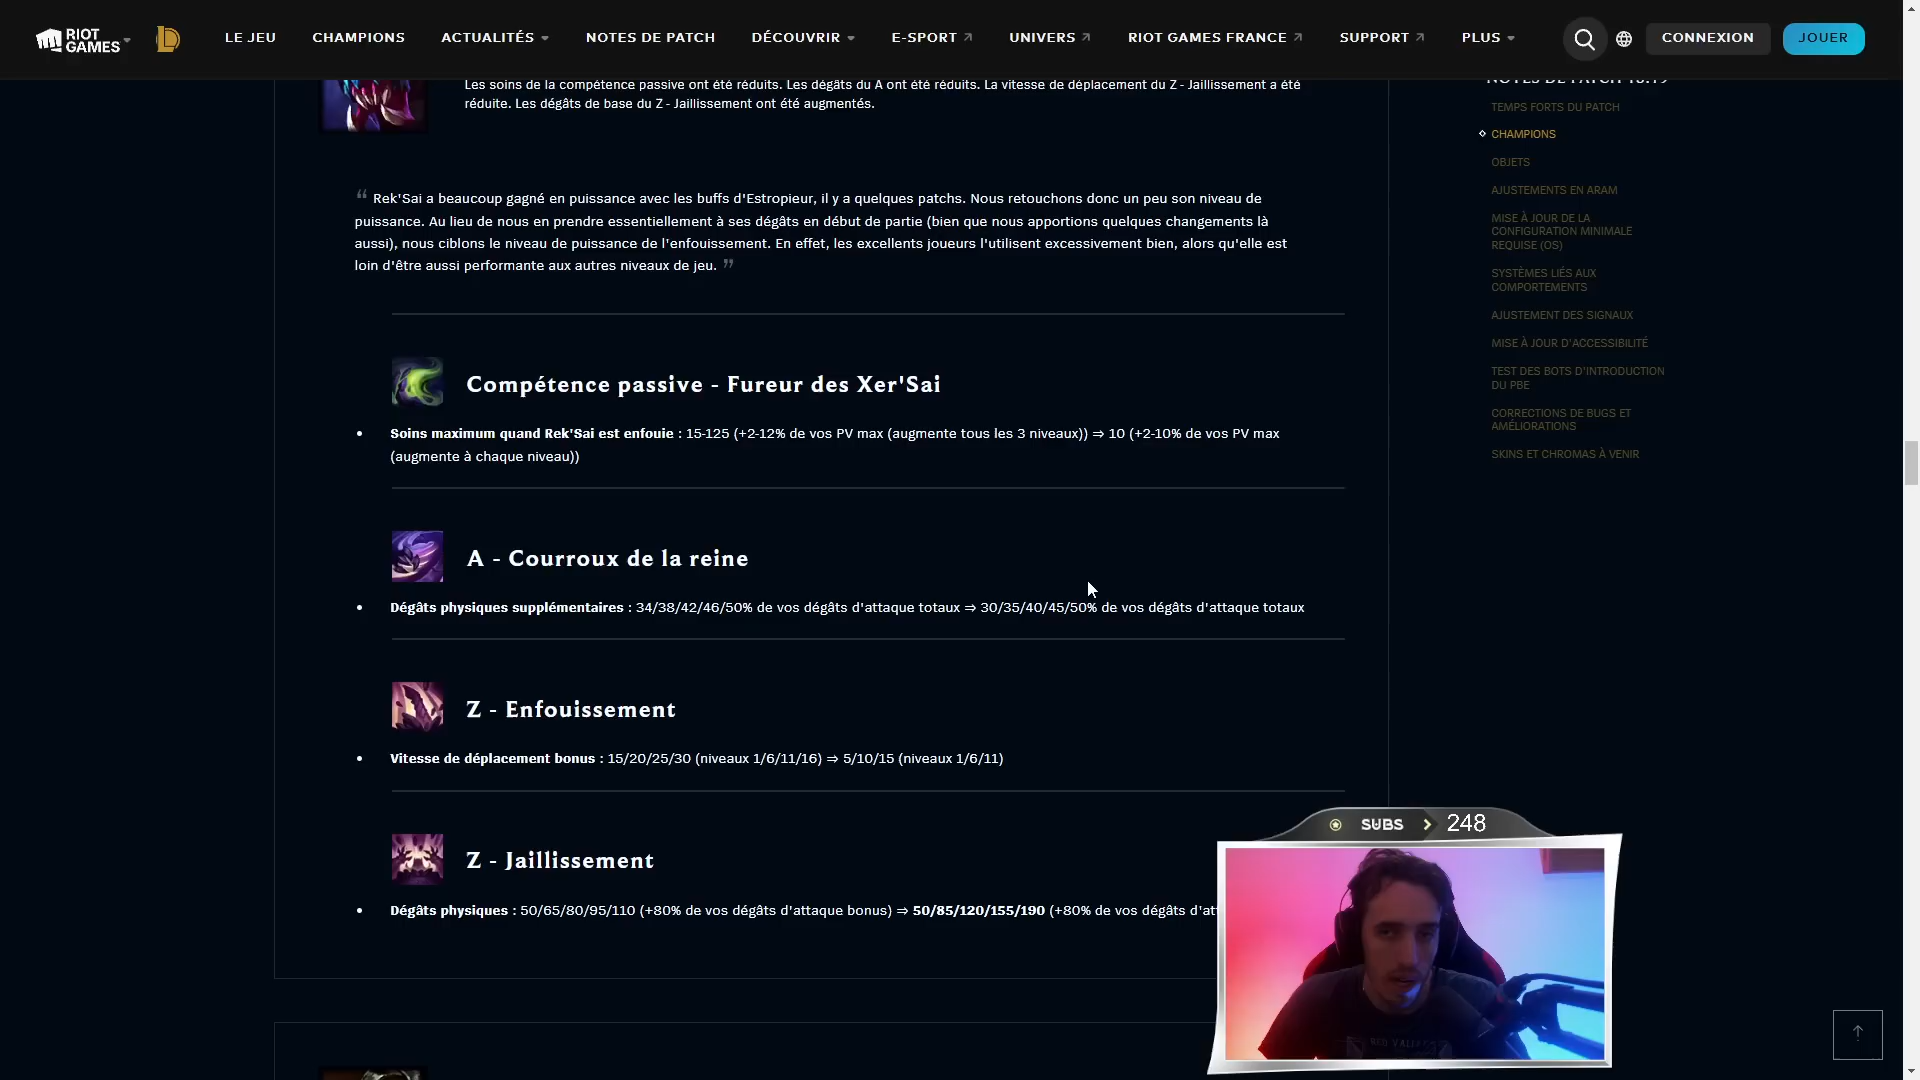 RIOT GAMES
LE JEU
CHAMPIONS
ACTUALITÉS
NOTES DE PATCH
DÉCOUVRIR
E-SPORT
UNIVERS
RIOT GAMES FRANCE
SUPPORT
PLUS
CONNEXION
JOUER
Les soins de la compétence passive ont été réduits. Les dégâts du A ont été réduits. La vitesse de déplacement du Z - Jaillissement a été
réduite. Les dégâts de base du Z - Jaillissement ont été augmentés.
“ Rek'Sai a beaucoup gagné en puissance avec les buffs d'Estropieur, il y a quelques patchs. Nous retouchons donc un peu son niveau de
puissance. Au lieu de nous en prendre essentiellement à ses dégâts en début de partie (bien que nous apportions quelques changements là
aussi), nous ciblons le niveau de puissance de l'enfouissement. En effet, les excellents joueurs l'utilisent excessivement bien, alors qu'elle est
loin d'être aussi performante aux autres niveaux de jeu. ”
Compétence passive - Fureur des Xer'Sai
• Soins maximum quand Rek'Sai est enfouie : 15-125 (+2-12% de vos PV max (augmente tous les 3 niveaux)) ⇒ 10 (+2-10% de vos PV max
(augmente à chaque niveau))
A - Courroux de la reine
• Dégâts physiques supplémentaires : 34/38/42/46/50% de vos dégâts d'attaque totaux ⇒ 30/35/40/45/50% de vos dégâts d'attaque totaux
Z - Enfouissement
• Vitesse de déplacement bonus : 15/20/25/30 (niveaux 1/6/11/16) ⇒ 5/10/15 (niveaux 1/6/11)
Z - Jaillissement
• Dégâts physiques : 50/65/80/95/110 (+80% de vos dégâts d'attaque bonus) ⇒ 50/85/120/155/190 (+80% de vos dégâts d'at
NOTES DE PATCH 13.19
TEMPS FORTS DU PATCH
CHAMPIONS
OBJETS
AJUSTEMENTS EN ARAM
MISE À JOUR DE LA
CONFIGURATION MINIMALE
REQUISE (OS)
SYSTÈMES LIÉS AUX
COMPORTEMENTS
AJUSTEMENT DES SIGNAUX
MISE À JOUR D'ACCESSIBILITÉ
TEST DES BOTS D'INTRODUCTION
DU PBE
CORRECTIONS DE BUGS ET
AMÉLIORATIONS
SKINS ET CHROMAS À VENIR
SUBS > 248